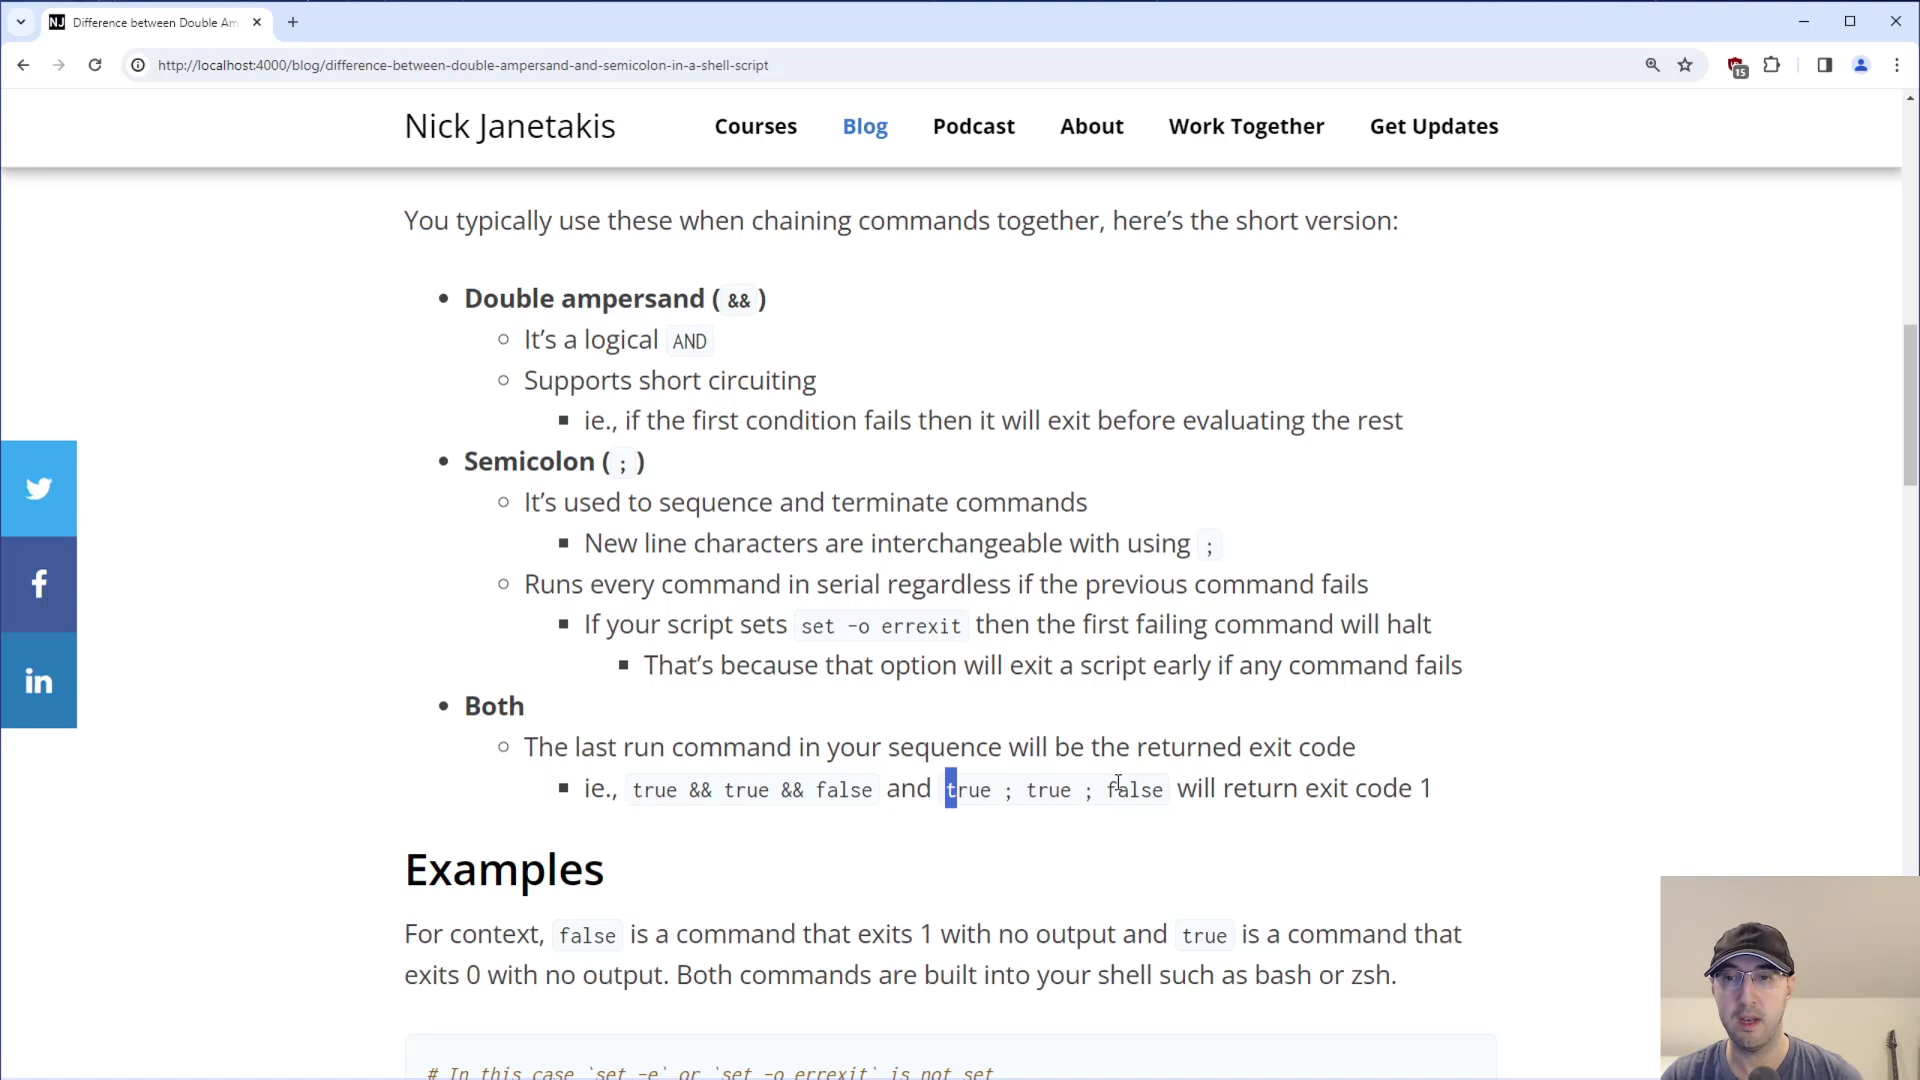 NJ Difference between Double Am
http://localhost:4000/blog/difference-between-double-ampersand-and-semicolon-in-a-shell-script
15
Nick Janetakis Courses Blog Podcast About Work Together Get Updates
You typically use these when chaining commands together, here’s the short version:
Double ampersand ( && )
It’s a logical AND
Supports short circuiting
ie., if the first condition fails then it will exit before evaluating the rest
Semicolon ( ; )
It’s used to sequence and terminate commands
New line characters are interchangeable with using ;
Runs every command in serial regardless if the previous command fails
If your script sets set -o errexit then the first failing command will halt
That’s because that option will exit a script early if any command fails
Both
The last run command in your sequence will be the returned exit code
ie., true && true && false and true ; true ; false will return exit code 1
Examples
For context, false is a command that exits 1 with no output and true is a command that
exits 0 with no output. Both commands are built into your shell such as bash or zsh.
# In this case `set -e` or `set -o errexit` is not set
f
in